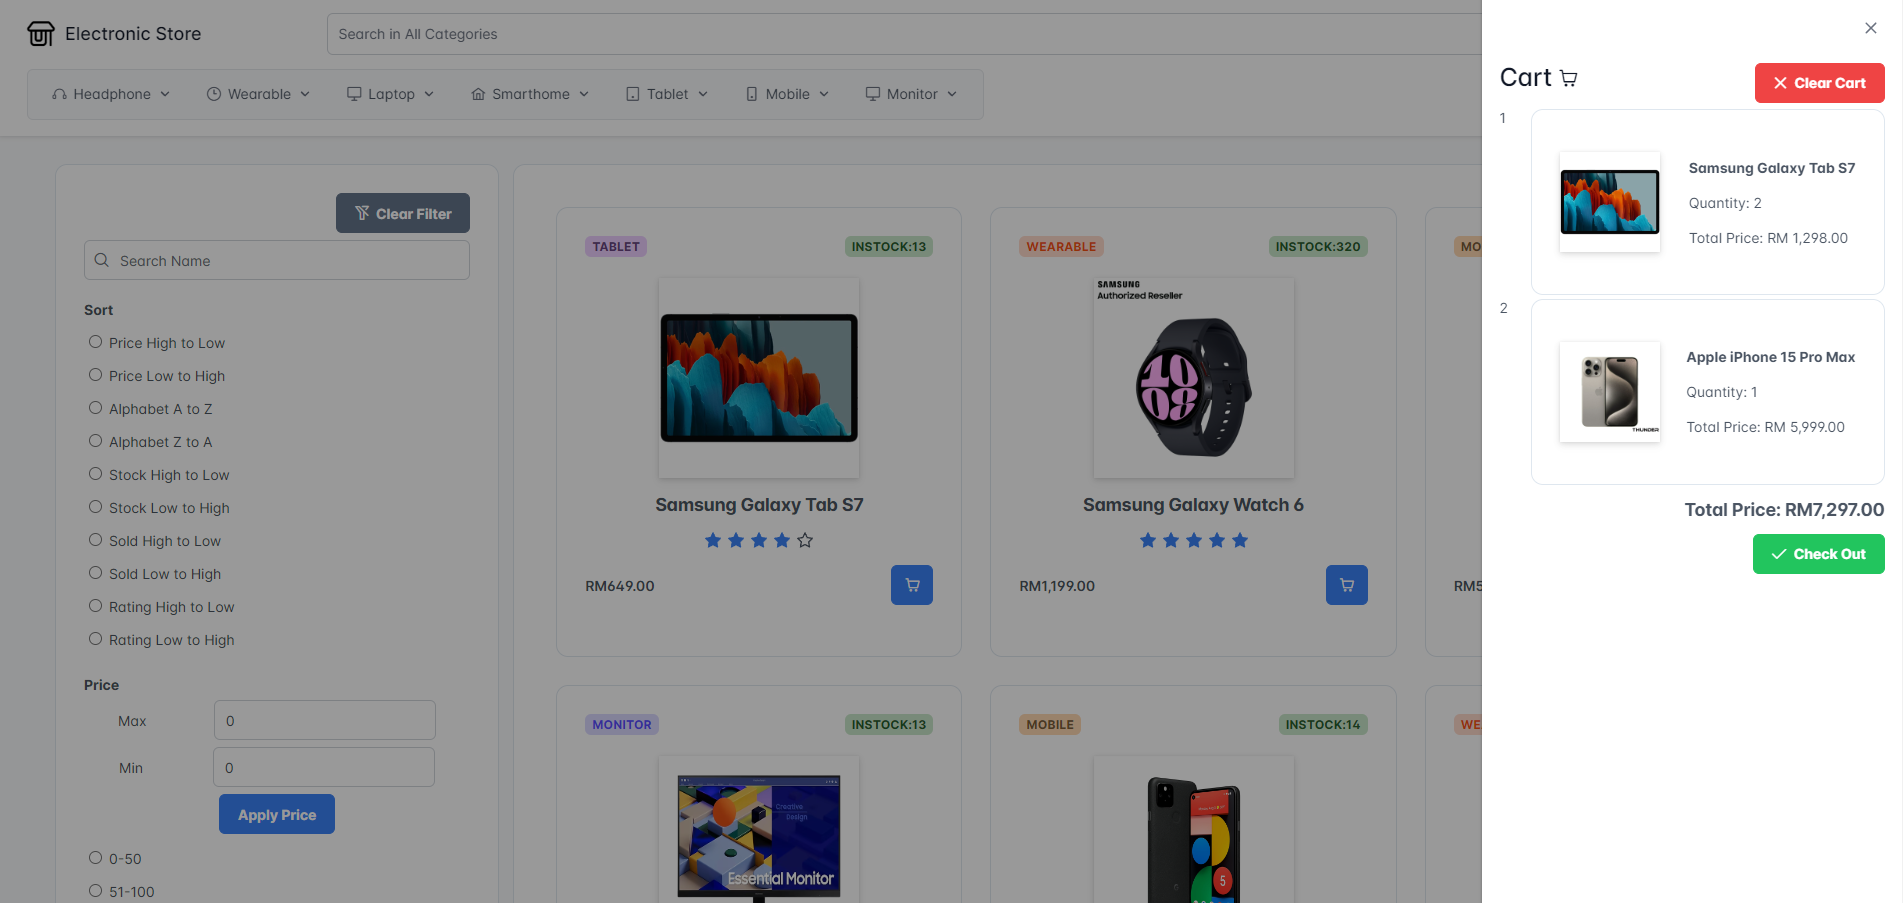 Electronic Store
Search in All Categories
Headphone
Wearable
Laptop
Smarthome
Tablet
Mobile
Monitor
Clear Filter
Search Name
Sort
Price High to Low
Price Low to High
Alphabet A to Z
Alphabet Z to A
Stock High to Low
Stock Low to High
Sold High to Low
Sold Low to High
Rating High to Low
Rating Low to High
Price
Max
0
Min
0
Apply Price
0-50
51-100
TABLET
INSTOCK:13
Samsung Galaxy Tab S7
RM649.00
WEARABLE
INSTOCK:320
SAMSUNG
Authorized Reseller
10
08
Samsung Galaxy Watch 6
RM1,199.00
MO
RM5
MONITOR
INSTOCK:13
Creative
Design
Essential Monitor
MOBILE
INSTOCK:14
5
WE
Cart
Clear Cart
1
Samsung Galaxy Tab S7
Quantity: 2
Total Price: RM 1,298.00
2
THUNDER
Apple iPhone 15 Pro Max
Quantity: 1
Total Price: RM 5,999.00
Total Price: RM7,297.00
Check Out